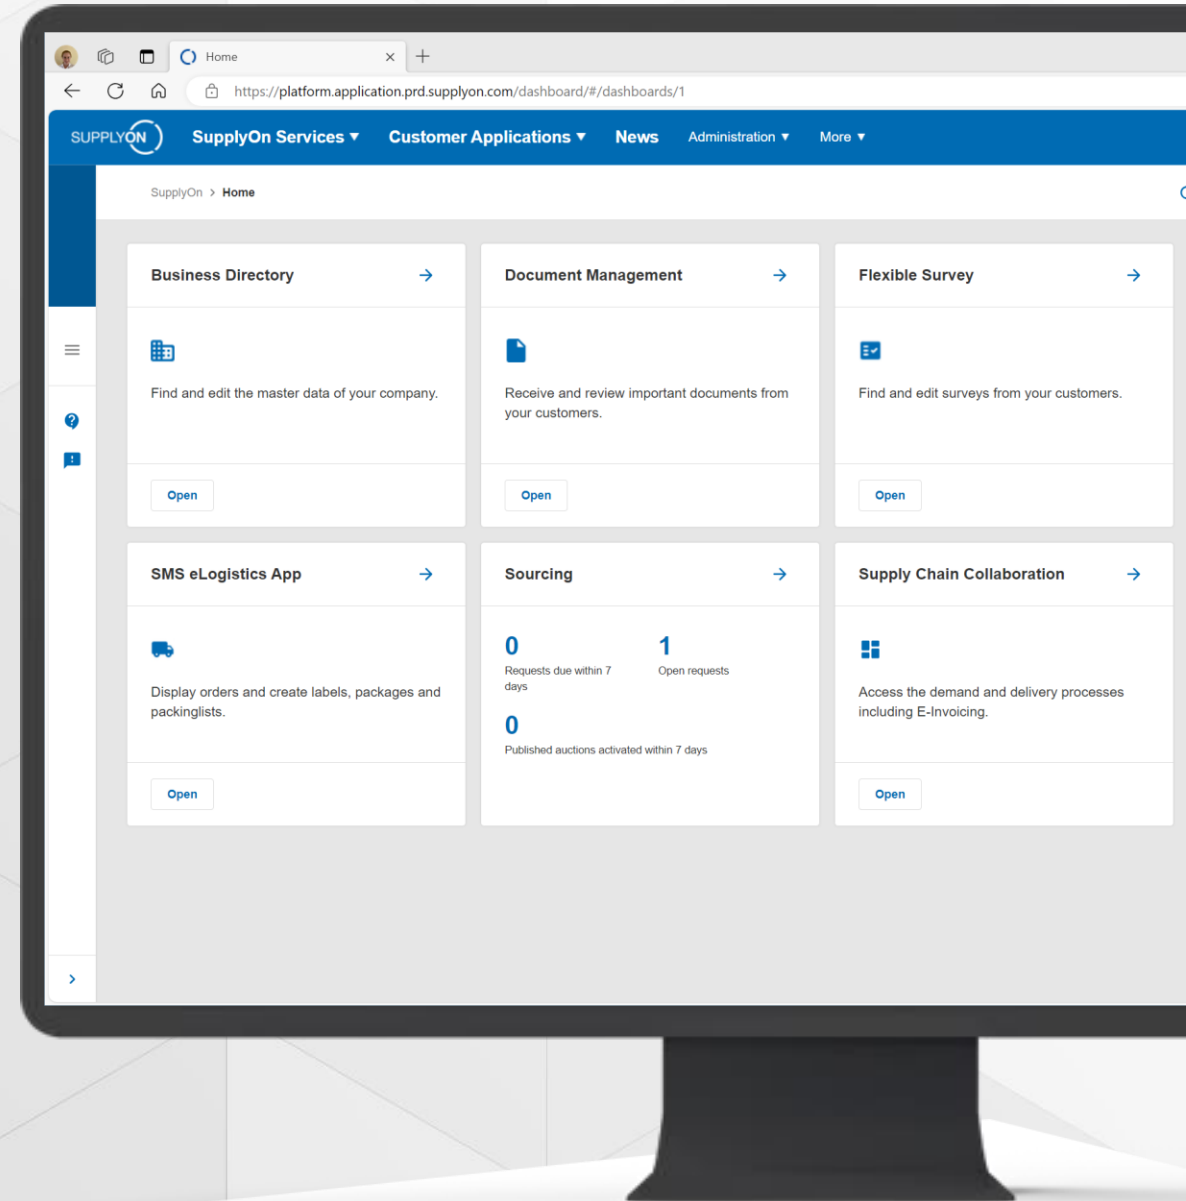 Home
https://platform.application.prd.supplyon.com/dashboard/#/dashboards/1
SUPPLYON
SupplyOn Services ▼
Customer Applications ▼
News
Administration ▼
More ▼
SupplyOn > Home
Business Directory
Find and edit the master data of your company.
Open
Document Management
Receive and review important documents from
your customers.
Open
Flexible Survey
Find and edit surveys from your customers.
Open
SMS eLogistics App
Display orders and create labels, packages and
packinglists.
Open
Sourcing
0
Requests due within 7
days
1
Open requests
0
Published auctions activated within 7 days
Supply Chain Collaboration
Access the demand and delivery processes
including E-Invoicing.
Open